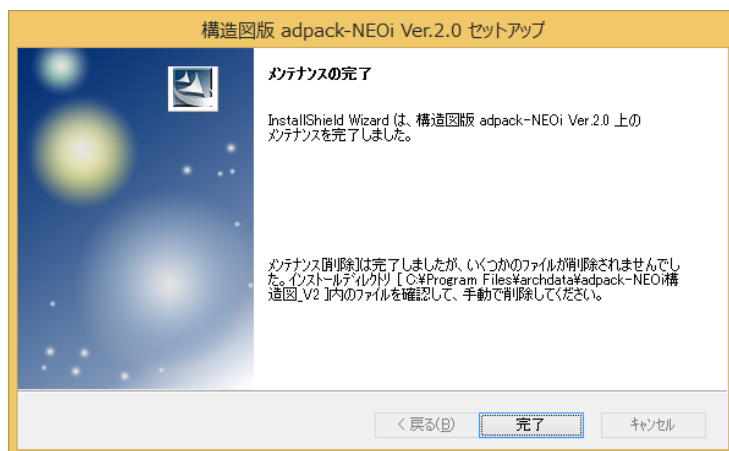 構造図版 adpack-NEOi Ver.2.0 セットアップ
メンテナンスの完了
InstallShield Wizard は、構造図版 adpack-NEOi Ver.2.0 上の
メンテナンスを完了しました。
メンテナンス[削除]は完了しましたが、いくつかのファイルが削除されませんでし
た。インストールディレクトリ [ C:¥Program Files¥archdata¥adpack-NEOi構
造図_V2 ]内のファイルを確認して、手動で削除してください。
< 戻る(B)
完了
キャンセル